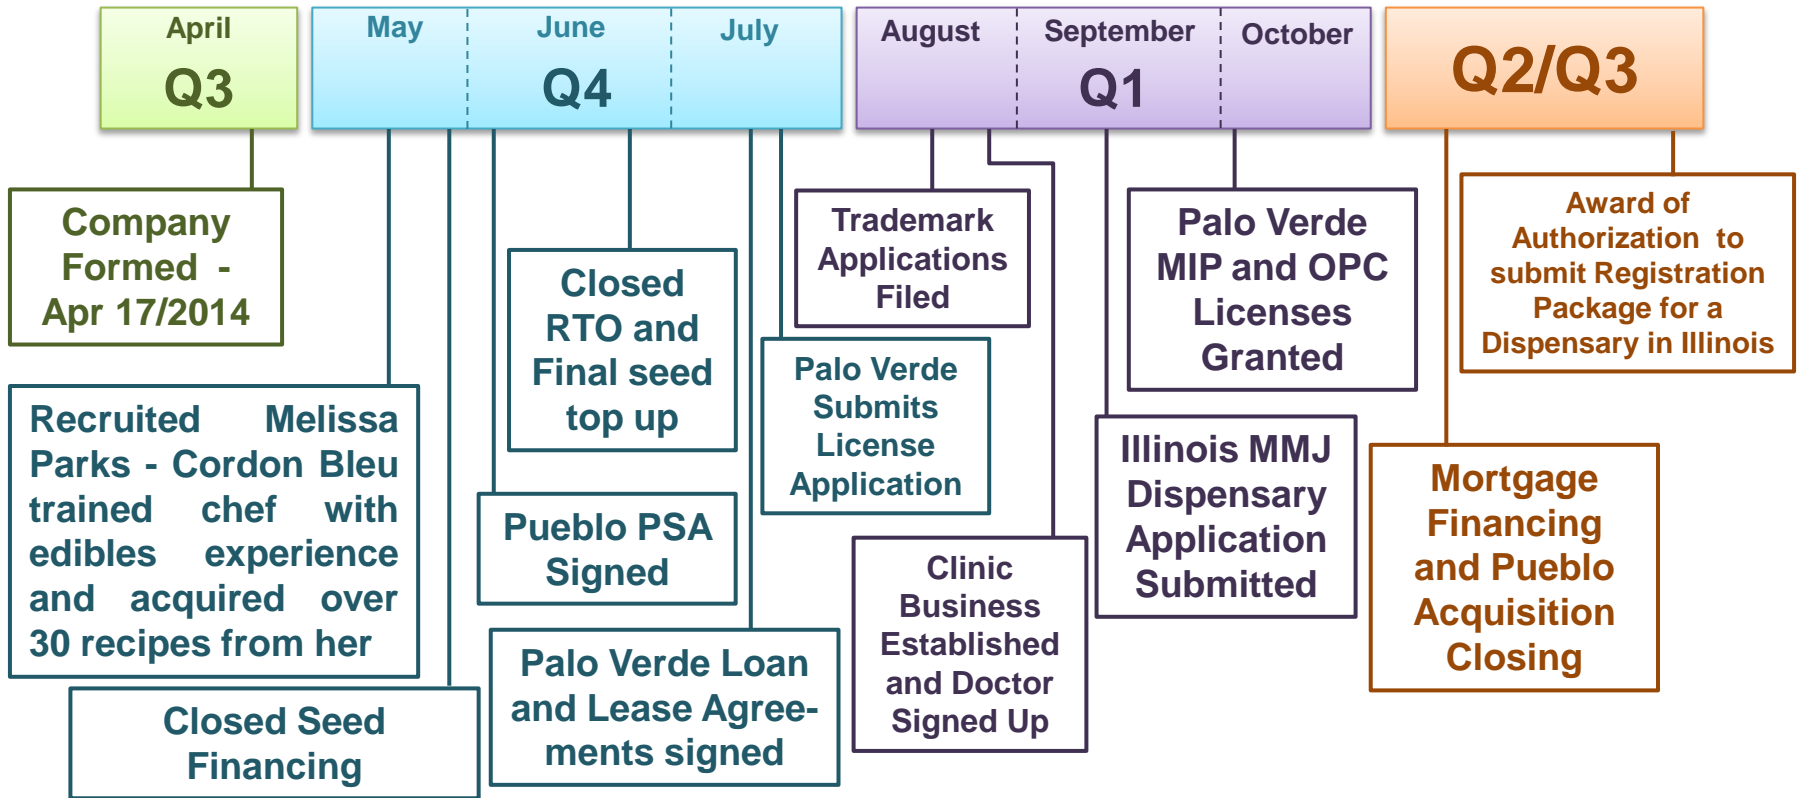 April
Q3
May
June
July
Q4
August
September
October
Q1
Q2/Q3
Company
Formed -
Apr 17/2014
Recruited Melissa
Parks - Cordon Bleu
trained chef with
edibles experience
and acquired over
30 recipes from her
Closed Seed
Financing
Closed
RTO and
Final seed
top up
Pueblo PSA
Signed
Palo Verde Loan
and Lease Agree-
ments signed
Palo Verde
Submits
License
Application
Trademark
Applications
Filed
Clinic
Business
Established
and Doctor
Signed Up
Palo Verde
MIP and OPC
Licenses
Granted
Illinois MMJ
Dispensary
Application
Submitted
Award of
Authorization to
submit Registration
Package for a
Dispensary in Illinois
Mortgage
Financing
and Pueblo
Acquisition
Closing